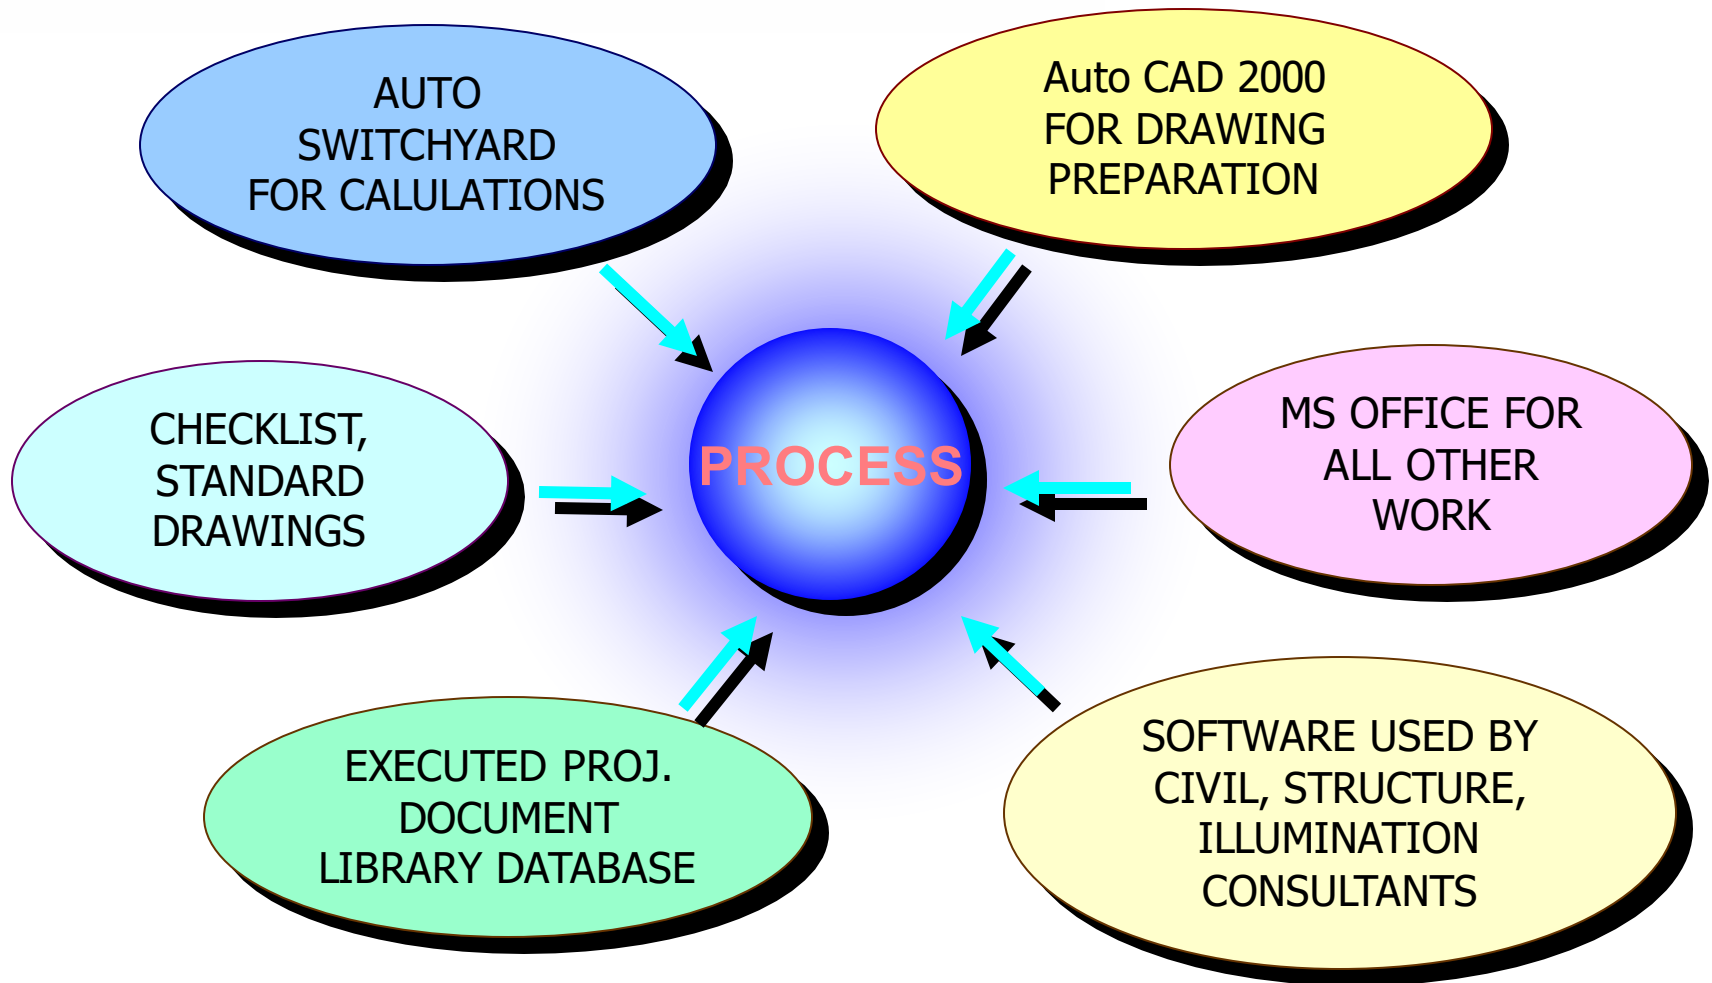 AUTO
SWITCHYARD
FOR CALULATIONS
Auto CAD 2000
FOR DRAWING
PREPARATION
CHECKLIST,
STANDARD
DRAWINGS
PROCESS
MS OFFICE FOR
ALL OTHER
WORK
EXECUTED PROJ.
DOCUMENT
LIBRARY DATABASE
SOFTWARE USED BY
CIVIL, STRUCTURE,
ILLUMINATION
CONSULTANTS